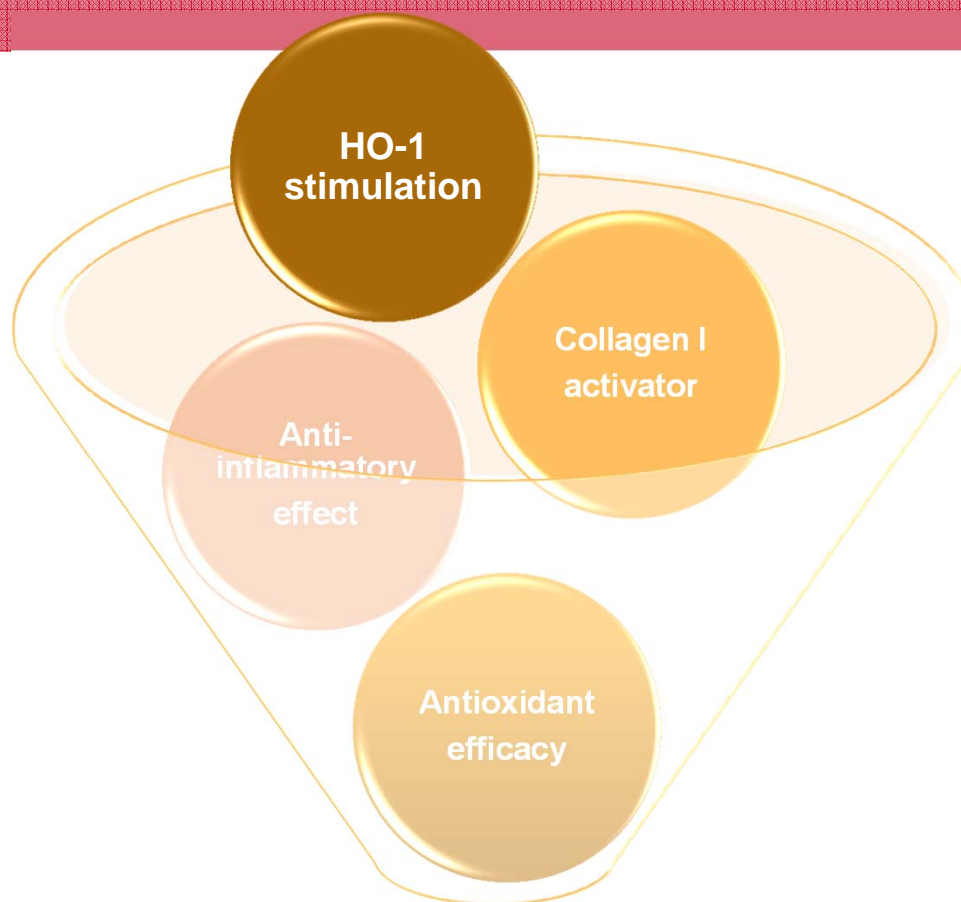 HO-1
stimulation
Collagen I
activator
Anti-
inflammatory
effect
Antioxidant
efficacy